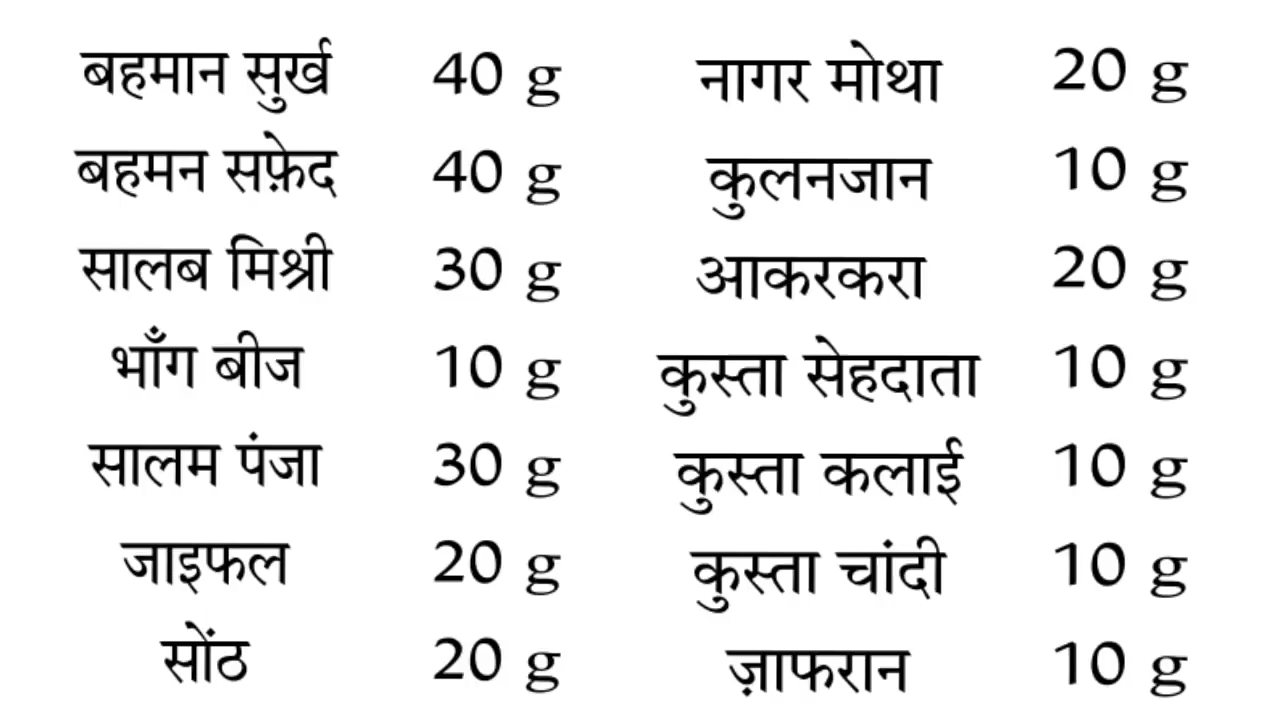 बहमान सुर्ख 40 g नागर मोथा 20 g
बहमन सफ़ेद 40 g कुलनजान 10 g
सालब मिश्री 30 g आकरकरा 20 g
भाँग बीज 10 g कुस्ता सेहदाता 10 g
सालम पंजा 30 g कुस्ता कलाई 10 g
जाइफल 20 g कुस्ता चांदी 10 g
सोंठ 20 g ज़ाफरान 10 g